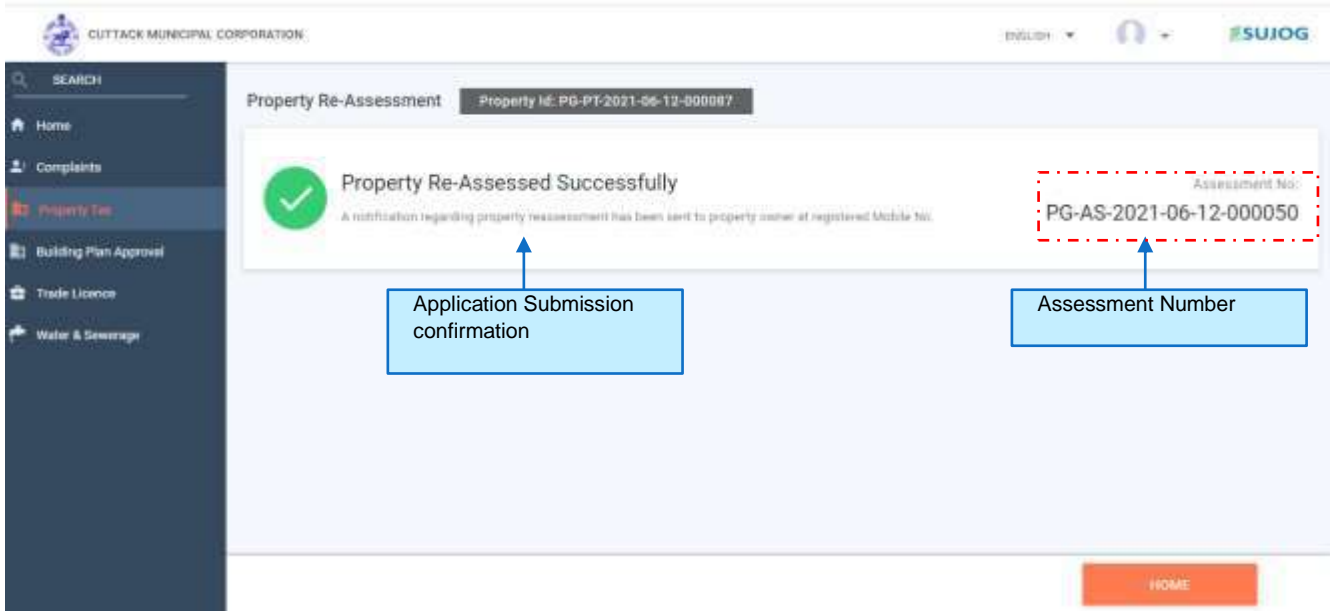 CUTTACK MUNICIPAL CORPORATION
ENGLISH
SUJOG
SEARCH
Home
Complaints
Property Tax
Building Plan Approval
Trade Licence
Water & Sewerage
Property Re-Assessment
Property Id: PG-PT-2021-06-12-000087
Property Re-Assessed Successfully
A notification regarding property reassessment has been sent to property owner at registered Mobile No.
Assessment No:
PG-AS-2021-06-12-000050
Application Submission
confirmation
Assessment Number
HOME